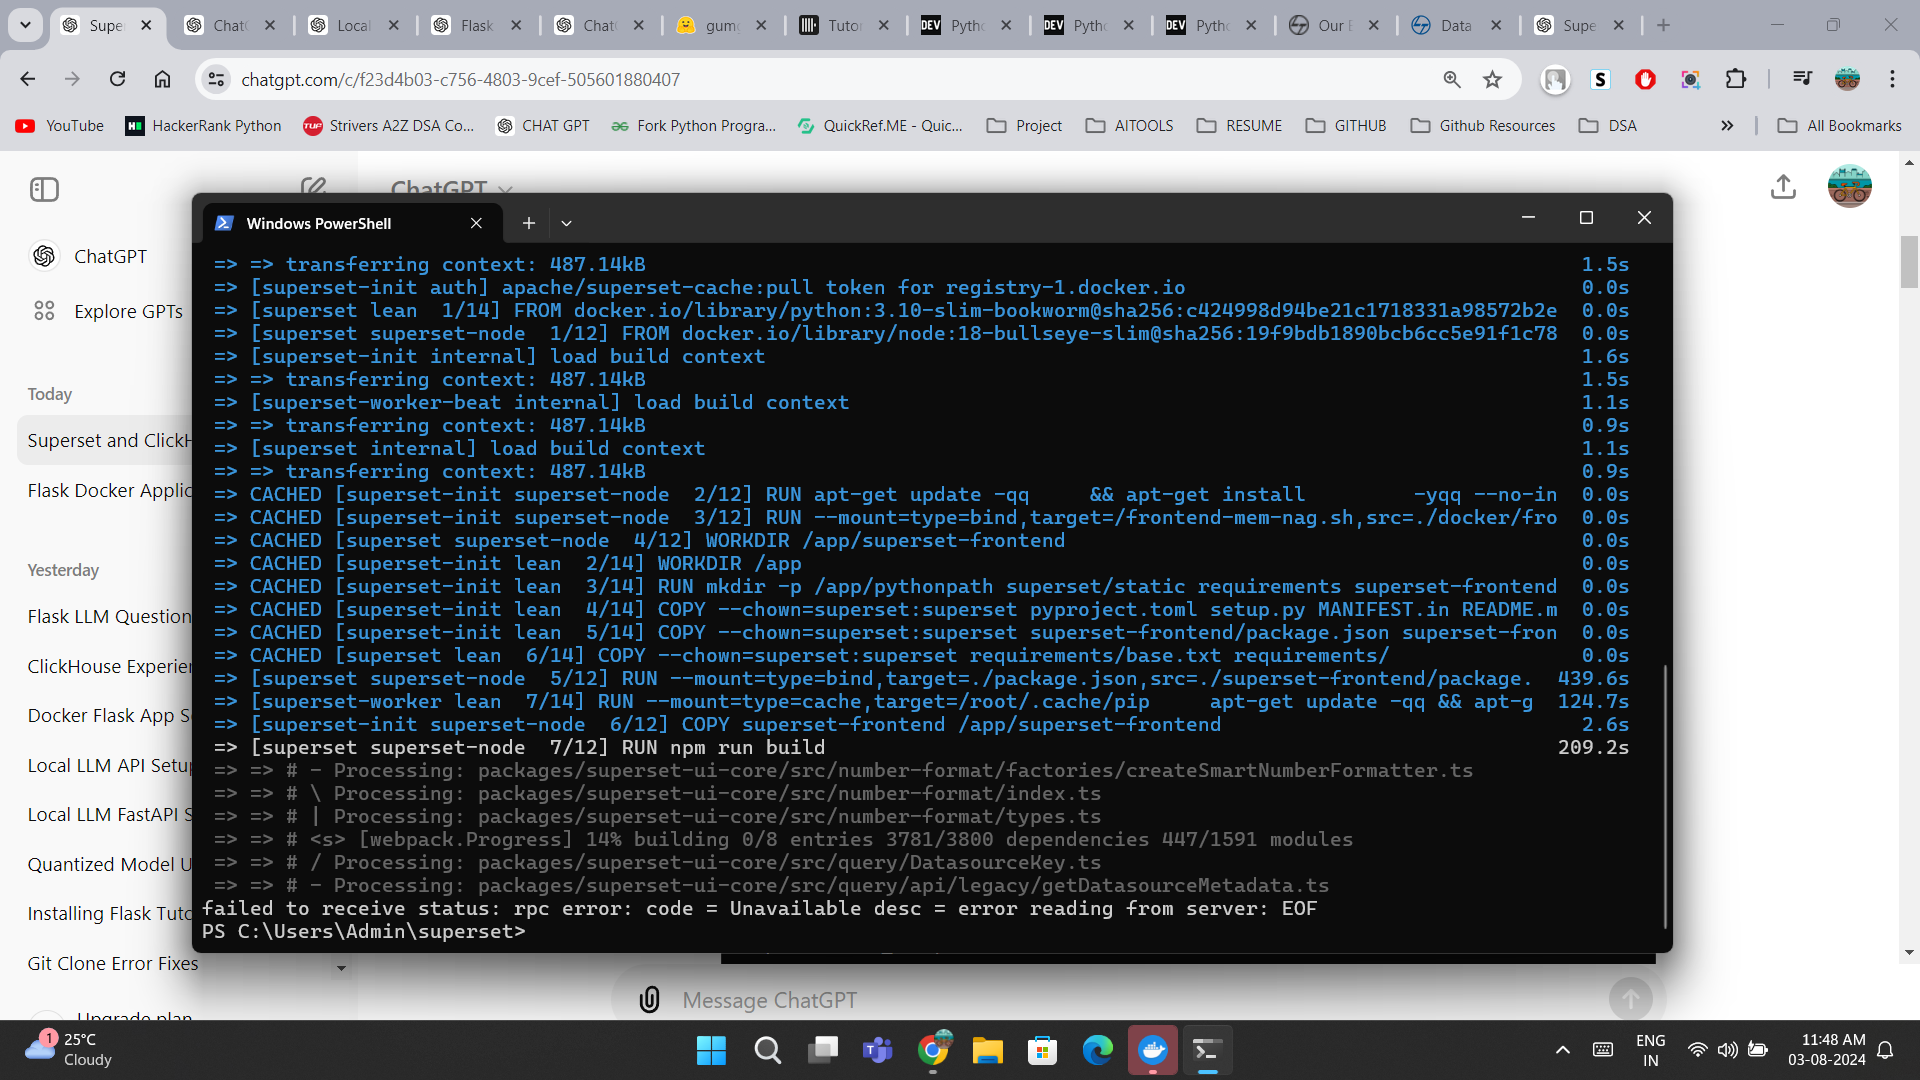 Supe
Chat
Local
Flask
Chat
gumg
Tutor
DEV Pytho
DEV Pytho
DEV Pytho
Our E
Data
Supe
chatgpt.com/c/f23d4b03-c756-4803-9cef-505601880407
S
YouTube
HackerRank Python
TUF Strivers A2Z DSA Co...
CHAT GPT
Fork Python Progra...
QuickRef.ME - Quic...
Project
AITOOLS
RESUME
GITHUB
Github Resources
DSA
All Bookmarks
ChatGPT
ChatGPT
Explore GPTs
Today
Superset and ClickH
Flask Docker Applic
Yesterday
Flask LLM Question
ClickHouse Experien
Docker Flask App S
Local LLM API Setu
Local LLM FastAPI S
Quantized Model U
Installing Flask Tuto
Git Clone Error Fixes
Upgrade plan
Windows PowerShell
=> => transferring context: 487.14kB 1.5s
=> [superset-init auth] apache/superset-cache:pull token for registry-1.docker.io 0.0s
=> [superset lean  1/14] FROM docker.io/library/python:3.10-slim-bookworm@sha256:c424998d94be21c1718331a98572b2e 0.0s
=> [superset superset-node  1/12] FROM docker.io/library/node:18-bullseye-slim@sha256:19f9bdb1890bcb6cc5e91f1c78 0.0s
=> [superset-init internal] load build context 1.6s
=> => transferring context: 487.14kB 1.5s
=> [superset-worker-beat internal] load build context 1.1s
=> => transferring context: 487.14kB 0.9s
=> [superset internal] load build context 1.1s
=> => transferring context: 487.14kB 0.9s
=> CACHED [superset-init superset-node  2/12] RUN apt-get update -qq     && apt-get install         -yqq --no-in 0.0s
=> CACHED [superset-init superset-node  3/12] RUN --mount=type=bind,target=/frontend-mem-nag.sh,src=./docker/fro 0.0s
=> CACHED [superset superset-node  4/12] WORKDIR /app/superset-frontend 0.0s
=> CACHED [superset-init lean  2/14] WORKDIR /app 0.0s
=> CACHED [superset-init lean  3/14] RUN mkdir -p /app/pythonpath superset/static requirements superset-frontend 0.0s
=> CACHED [superset-init lean  4/14] COPY --chown=superset:superset pyproject.toml setup.py MANIFEST.in README.m 0.0s
=> CACHED [superset-init lean  5/14] COPY --chown=superset:superset superset-frontend/package.json superset-fron 0.0s
=> CACHED [superset lean  6/14] COPY --chown=superset:superset requirements/base.txt requirements/ 0.0s
=> [superset superset-node  5/12] RUN --mount=type=bind,target=./package.json,src=./superset-frontend/package. 439.6s
=> [superset-worker lean  7/14] RUN --mount=type=cache,target=/root/.cache/pip     apt-get update -qq && apt-g 124.7s
=> [superset-init superset-node  6/12] COPY superset-frontend /app/superset-frontend 2.6s
=> [superset superset-node  7/12] RUN npm run build 209.2s
=> => # - Processing: packages/superset-ui-core/src/number-format/factories/createSmartNumberFormatter.ts
=> => # \ Processing: packages/superset-ui-core/src/number-format/index.ts
=> => # | Processing: packages/superset-ui-core/src/number-format/types.ts
=> => # <s> [webpack.Progress] 14% building 0/8 entries 3781/3800 dependencies 447/1591 modules
=> => # / Processing: packages/superset-ui-core/src/query/DatasourceKey.ts
=> => # - Processing: packages/superset-ui-core/src/query/api/legacy/getDatasourceMetadata.ts
failed to receive status: rpc error: code = Unavailable desc = error reading from server: EOF
PS C:\Users\Admin\superset>
Message ChatGPT
1
25°C
Cloudy
ENG
IN
11:48 AM
03-08-2024